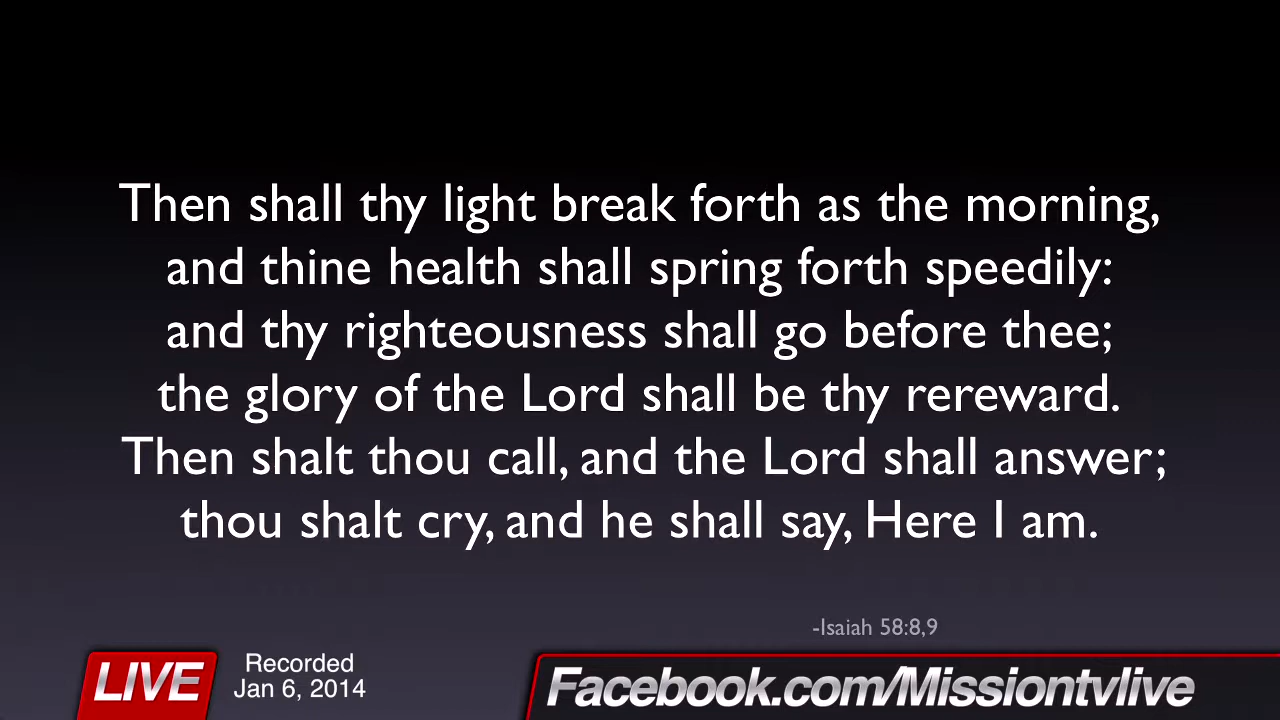 Then shall thy light break forth as the morning,
and thine health shall spring forth speedily:
and thy righteousness shall go before thee;
the glory of the Lord shall be thy rereward.
Then shalt thou call, and the Lord shall answer;
thou shalt cry, and he shall say, Here I am.
-Isaiah 58:8,9
LIVE
Recorded
Jan 6, 2014
Facebook.com/Missiontvlive